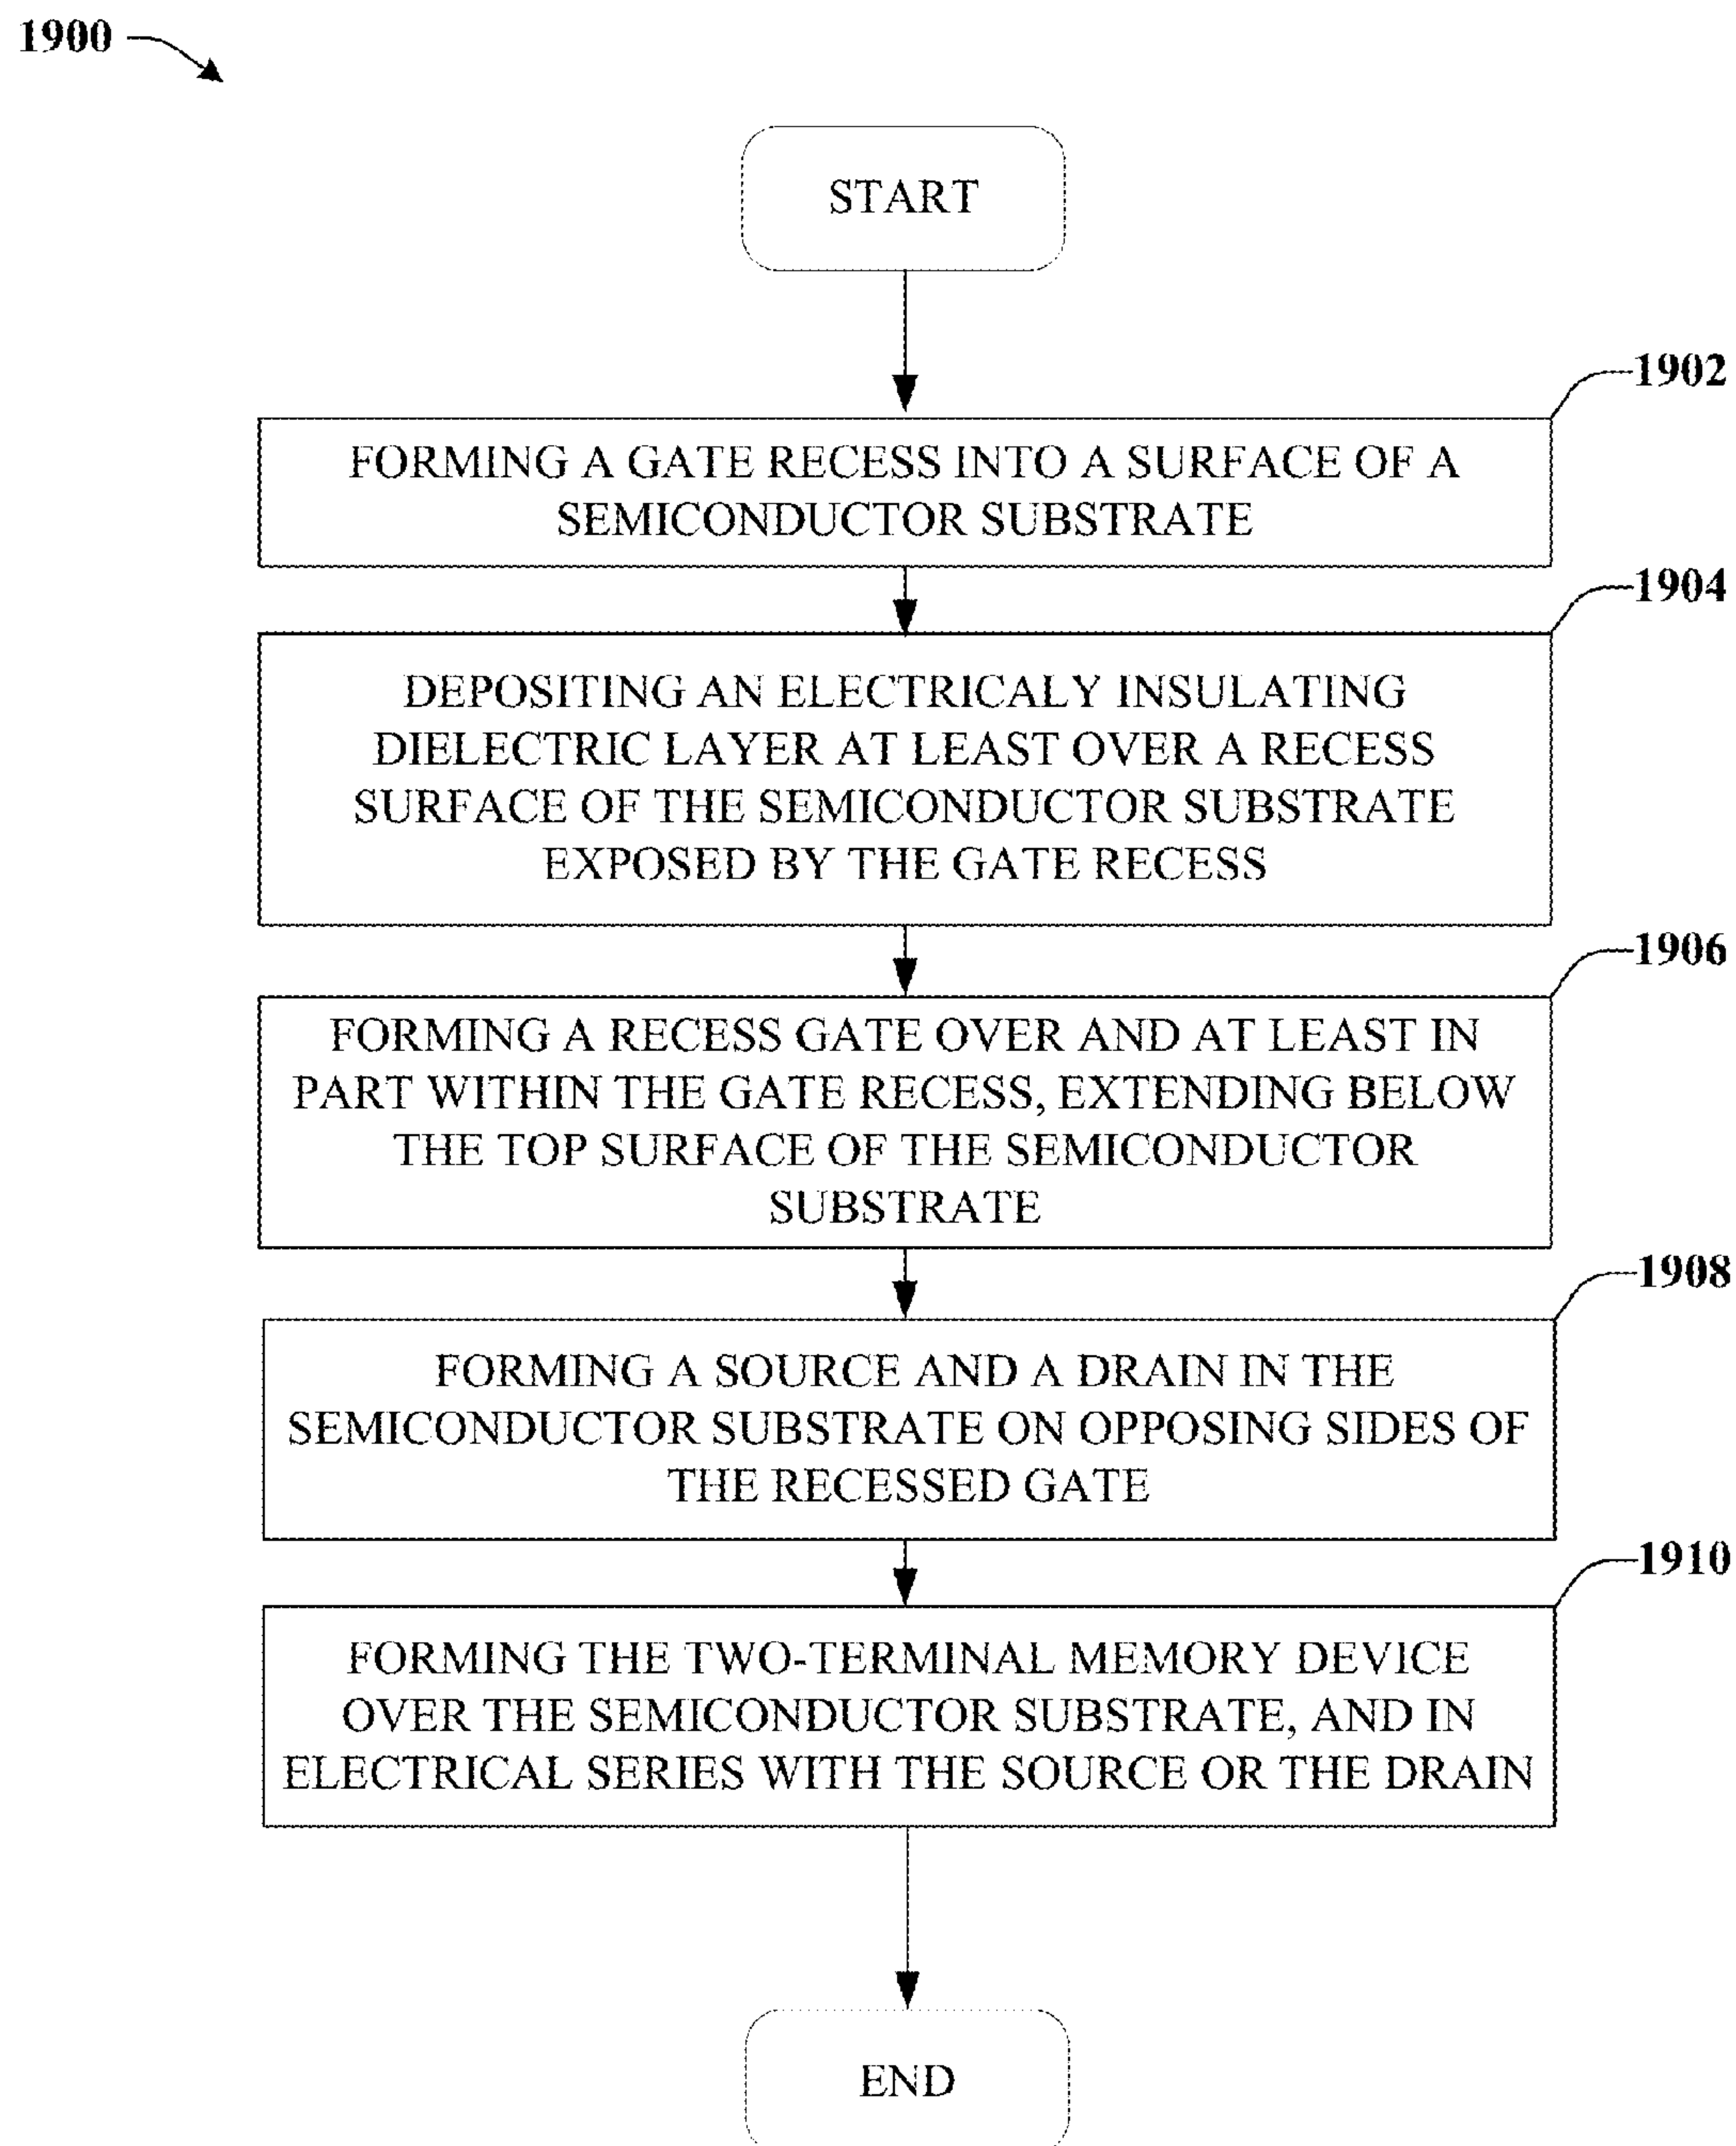 1900
START
1902
FORMING A GATE RECESS INTO A SURFACE OF A
SEMICONDUCTOR SUBSTRATE
1904
DEPOSITING AN ELECTRICALY INSULATING
DIELECTRIC LAYER AT LEAST OVER A RECESS
SURFACE OF THE SEMICONDUCTOR SUBSTRATE
EXPOSED BY THE GATE RECESS
1906
FORMING A RECESS GATE OVER AND AT LEAST IN
PART WITHIN THE GATE RECESS, EXTENDING BELOW
THE TOP SURFACE OF THE SEMICONDUCTOR
SUBSTRATE
1908
FORMING A SOURCE AND A DRAIN IN THE
SEMICONDUCTOR SUBSTRATE ON OPPOSING SIDES OF
THE RECESSED GATE
1910
FORMING THE TWO-TERMINAL MEMORY DEVICE
OVER THE SEMICONDUCTOR SUBSTRATE, AND IN
ELECTRICAL SERIES WITH THE SOURCE OR THE DRAIN
END